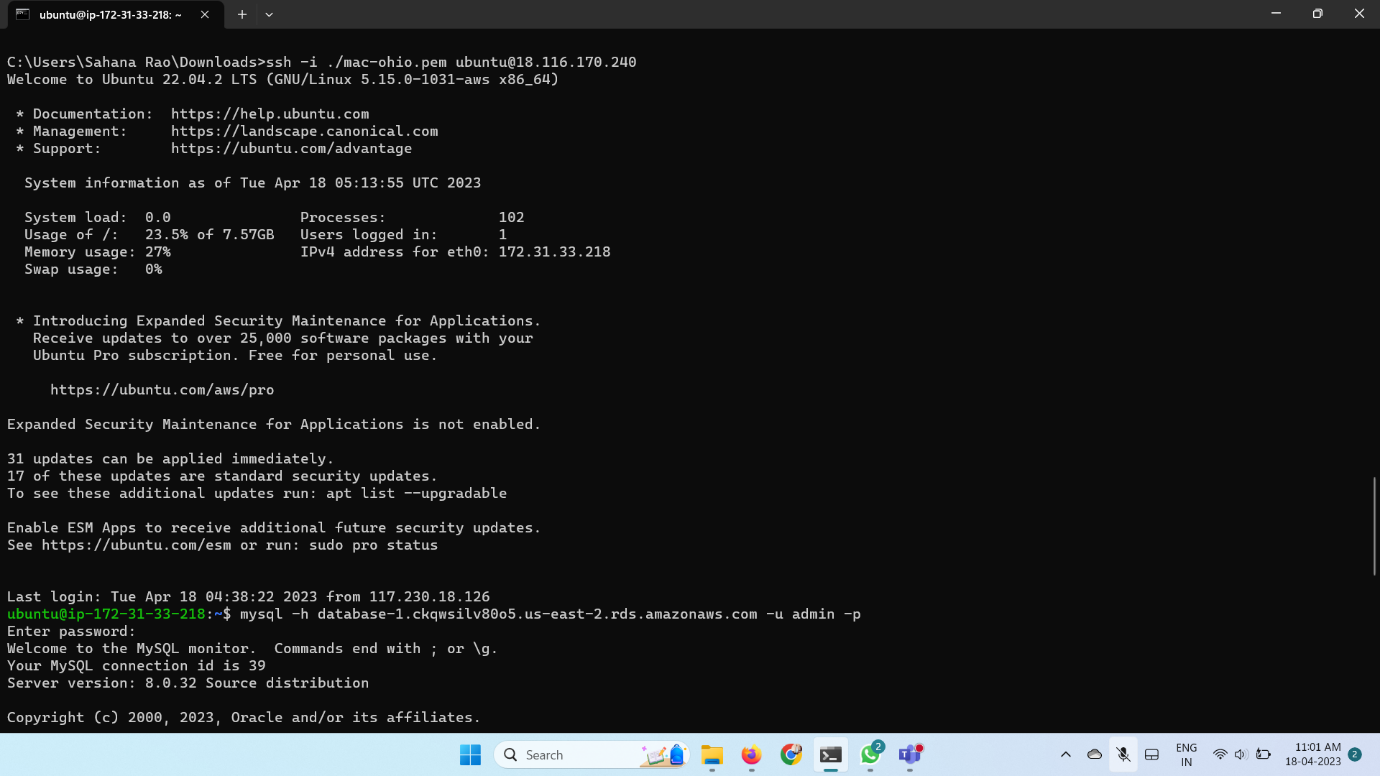 ubuntu@ip-172-31-33-218: ~
C:\Users\Sahana Rao\Downloads>ssh -i ./mac-ohio.pem ubuntu@18.116.170.240
Welcome to Ubuntu 22.04.2 LTS (GNU/Linux 5.15.0-1031-aws x86_64)
* Documentation: https://help.ubuntu.com
* Management: https://landscape.canonical.com
* Support: https://ubuntu.com/advantage
System information as of Tue Apr 18 05:13:55 UTC 2023
System load: 0.0 Processes: 102
Usage of /: 23.5% of 7.57GB Users logged in: 1
Memory usage: 27% IPv4 address for eth0: 172.31.33.218
Swap usage: 0%
* Introducing Expanded Security Maintenance for Applications.
Receive updates to over 25,000 software packages with your
Ubuntu Pro subscription. Free for personal use.
https://ubuntu.com/aws/pro
Expanded Security Maintenance for Applications is not enabled.
31 updates can be applied immediately.
17 of these updates are standard security updates.
To see these additional updates run: apt list --upgradable
Enable ESM Apps to receive additional future security updates.
See https://ubuntu.com/esm or run: sudo pro status
Last login: Tue Apr 18 04:38:22 2023 from 117.230.18.126
ubuntu@ip-172-31-33-218:~$ mysql -h database-1.ckqwsilv80o5.us-east-2.rds.amazonaws.com -u admin -p
Enter password:
Welcome to the MySQL monitor. Commands end with ; or \g.
Your MySQL connection id is 39
Server version: 8.0.32 Source distribution
Copyright (c) 2000, 2023, Oracle and/or its affiliates.
Search
2
ENG
IN
11:01 AM
18-04-2023
2